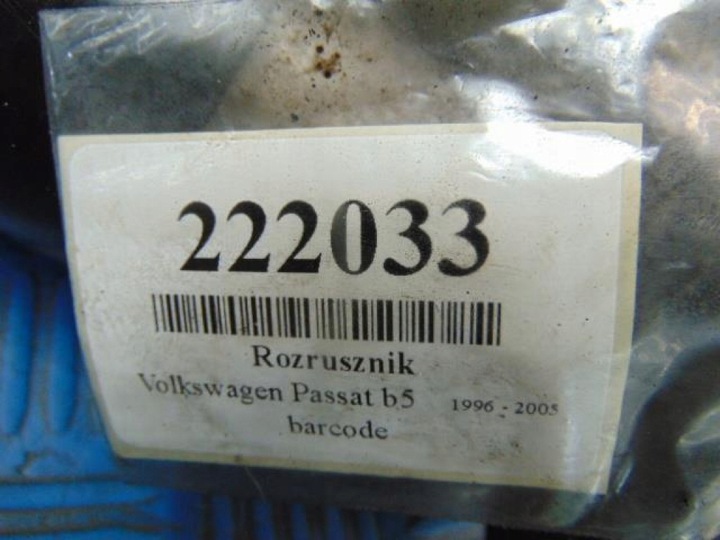 222033
Rozrusznik
Volkswagen Passat b5 1996 - 2005
barcode